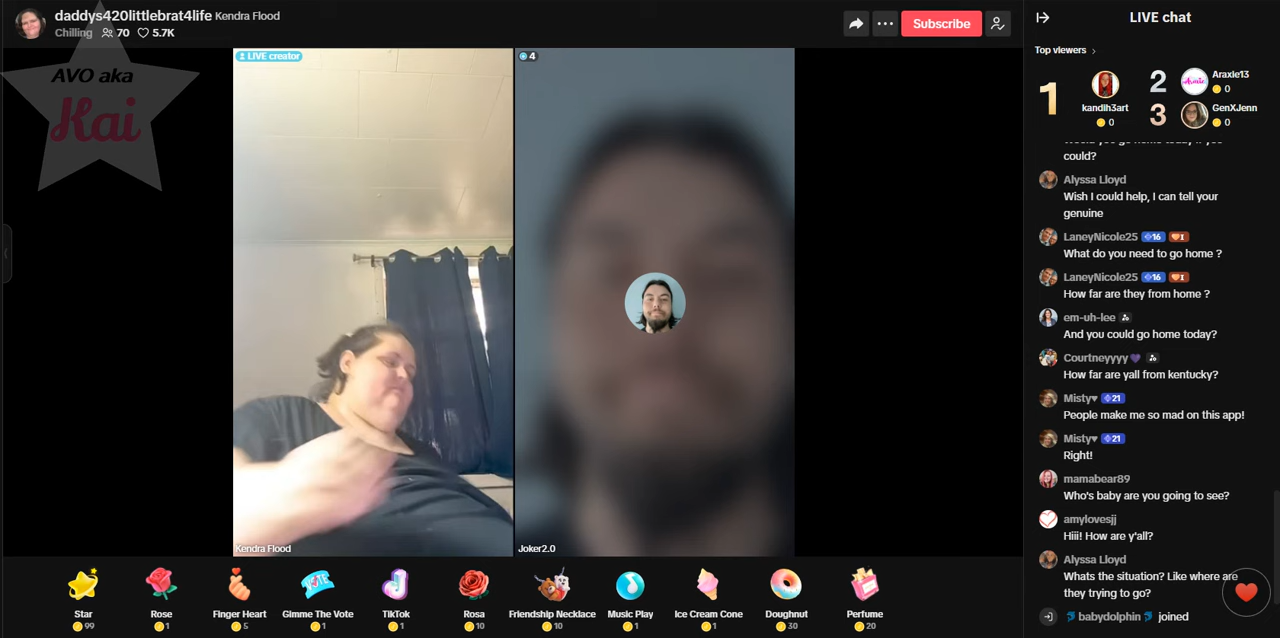 daddys420littlebrat4life Kendra Flood
Chilling 70 5.7K
Subscribe
AVO aka
Kai
LIVE creator
4
Kendra Flood
Joker2.0
Star
99
Rose
1
Finger Heart
5
Gimme The Vote
1
TikTok
1
Rosa
10
Friendship Necklace
10
Music Play
1
Ice Cream Cone
1
Doughnut
30
Perfume
20
LIVE chat
Top viewers
1
kandih3art
0
2
Araxie13
0
3
GenXJenn
0
could?
Alyssa Lloyd
Wish I could help, I can tell your
genuine
LaneyNicole25 16 I
What do you need to go home ?
LaneyNicole25 16 I
How far are they from home ?
em-uh-lee
And you could go home today?
Courtneyyyy💜
How far are yall from kentucky?
Misty♥ 21
People make me so mad on this app!
Misty♥ 21
Right!
mamabear89
Who's baby are you going to see?
amylovesjj
Hiii! How are y'all?
Alyssa Lloyd
Whats the situation? Like where are
they trying to go?
babydolphin joined